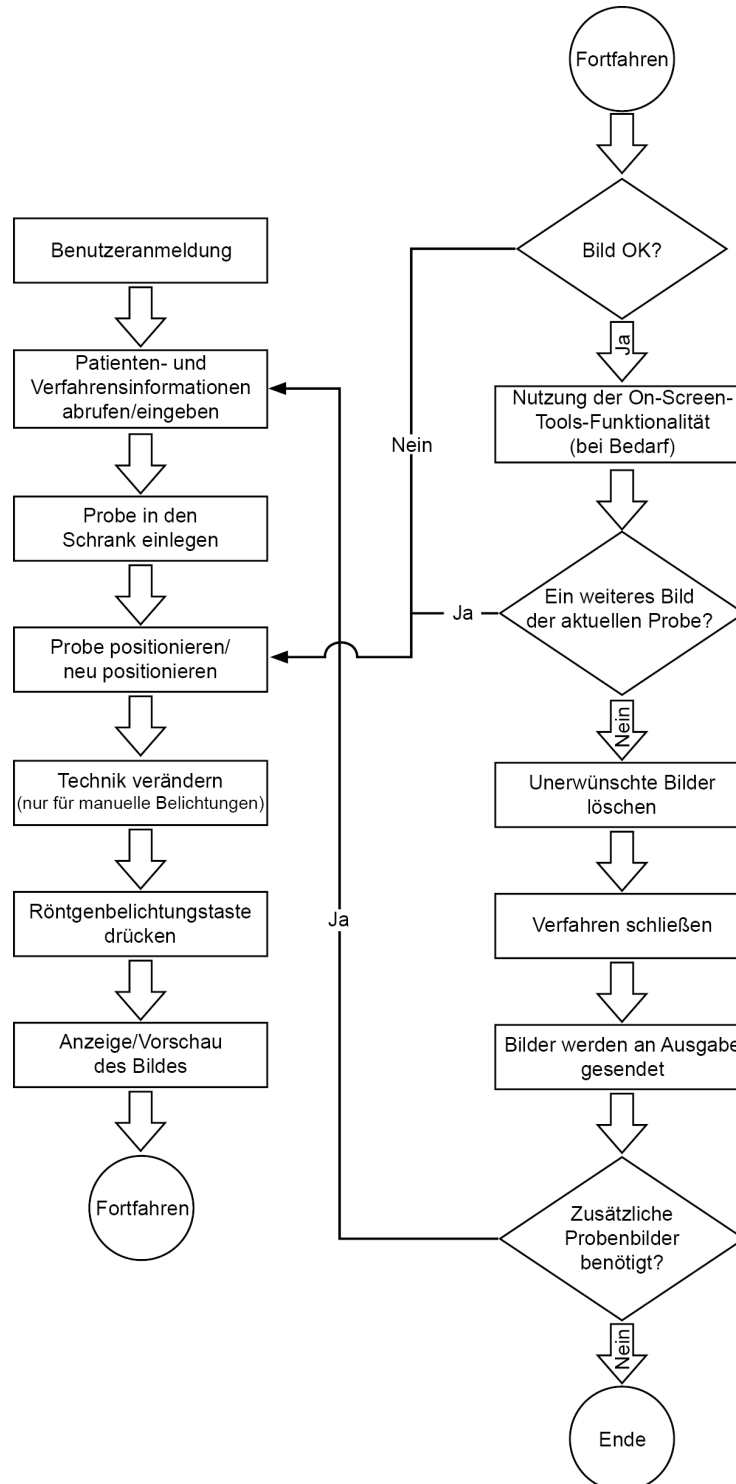 Benutzeranmeldung
Patienten- und
Verfahrensinformationen
abrufen/eingeben
Probe in den
Schrank einlegen
Probe positionieren/
neu positionieren
Technik verändern
(nur für manuelle Belichtungen)
Röntgenbelichtungstaste
drücken
Anzeige/Vorschau
des Bildes
Fortfahren
Fortfahren
Bild OK?
Nein
Ja
Nutzung der On-Screen-
Tools-Funktionalität
(bei Bedarf)
Ein weiteres Bild
der aktuellen Probe?
Ja
Nein
Unerwünschte Bilder
löschen
Verfahren schließen
Bilder werden an Ausgabe
gesendet
Zusätzliche
Probenbilder
benötigt?
Ja
Nein
Ende